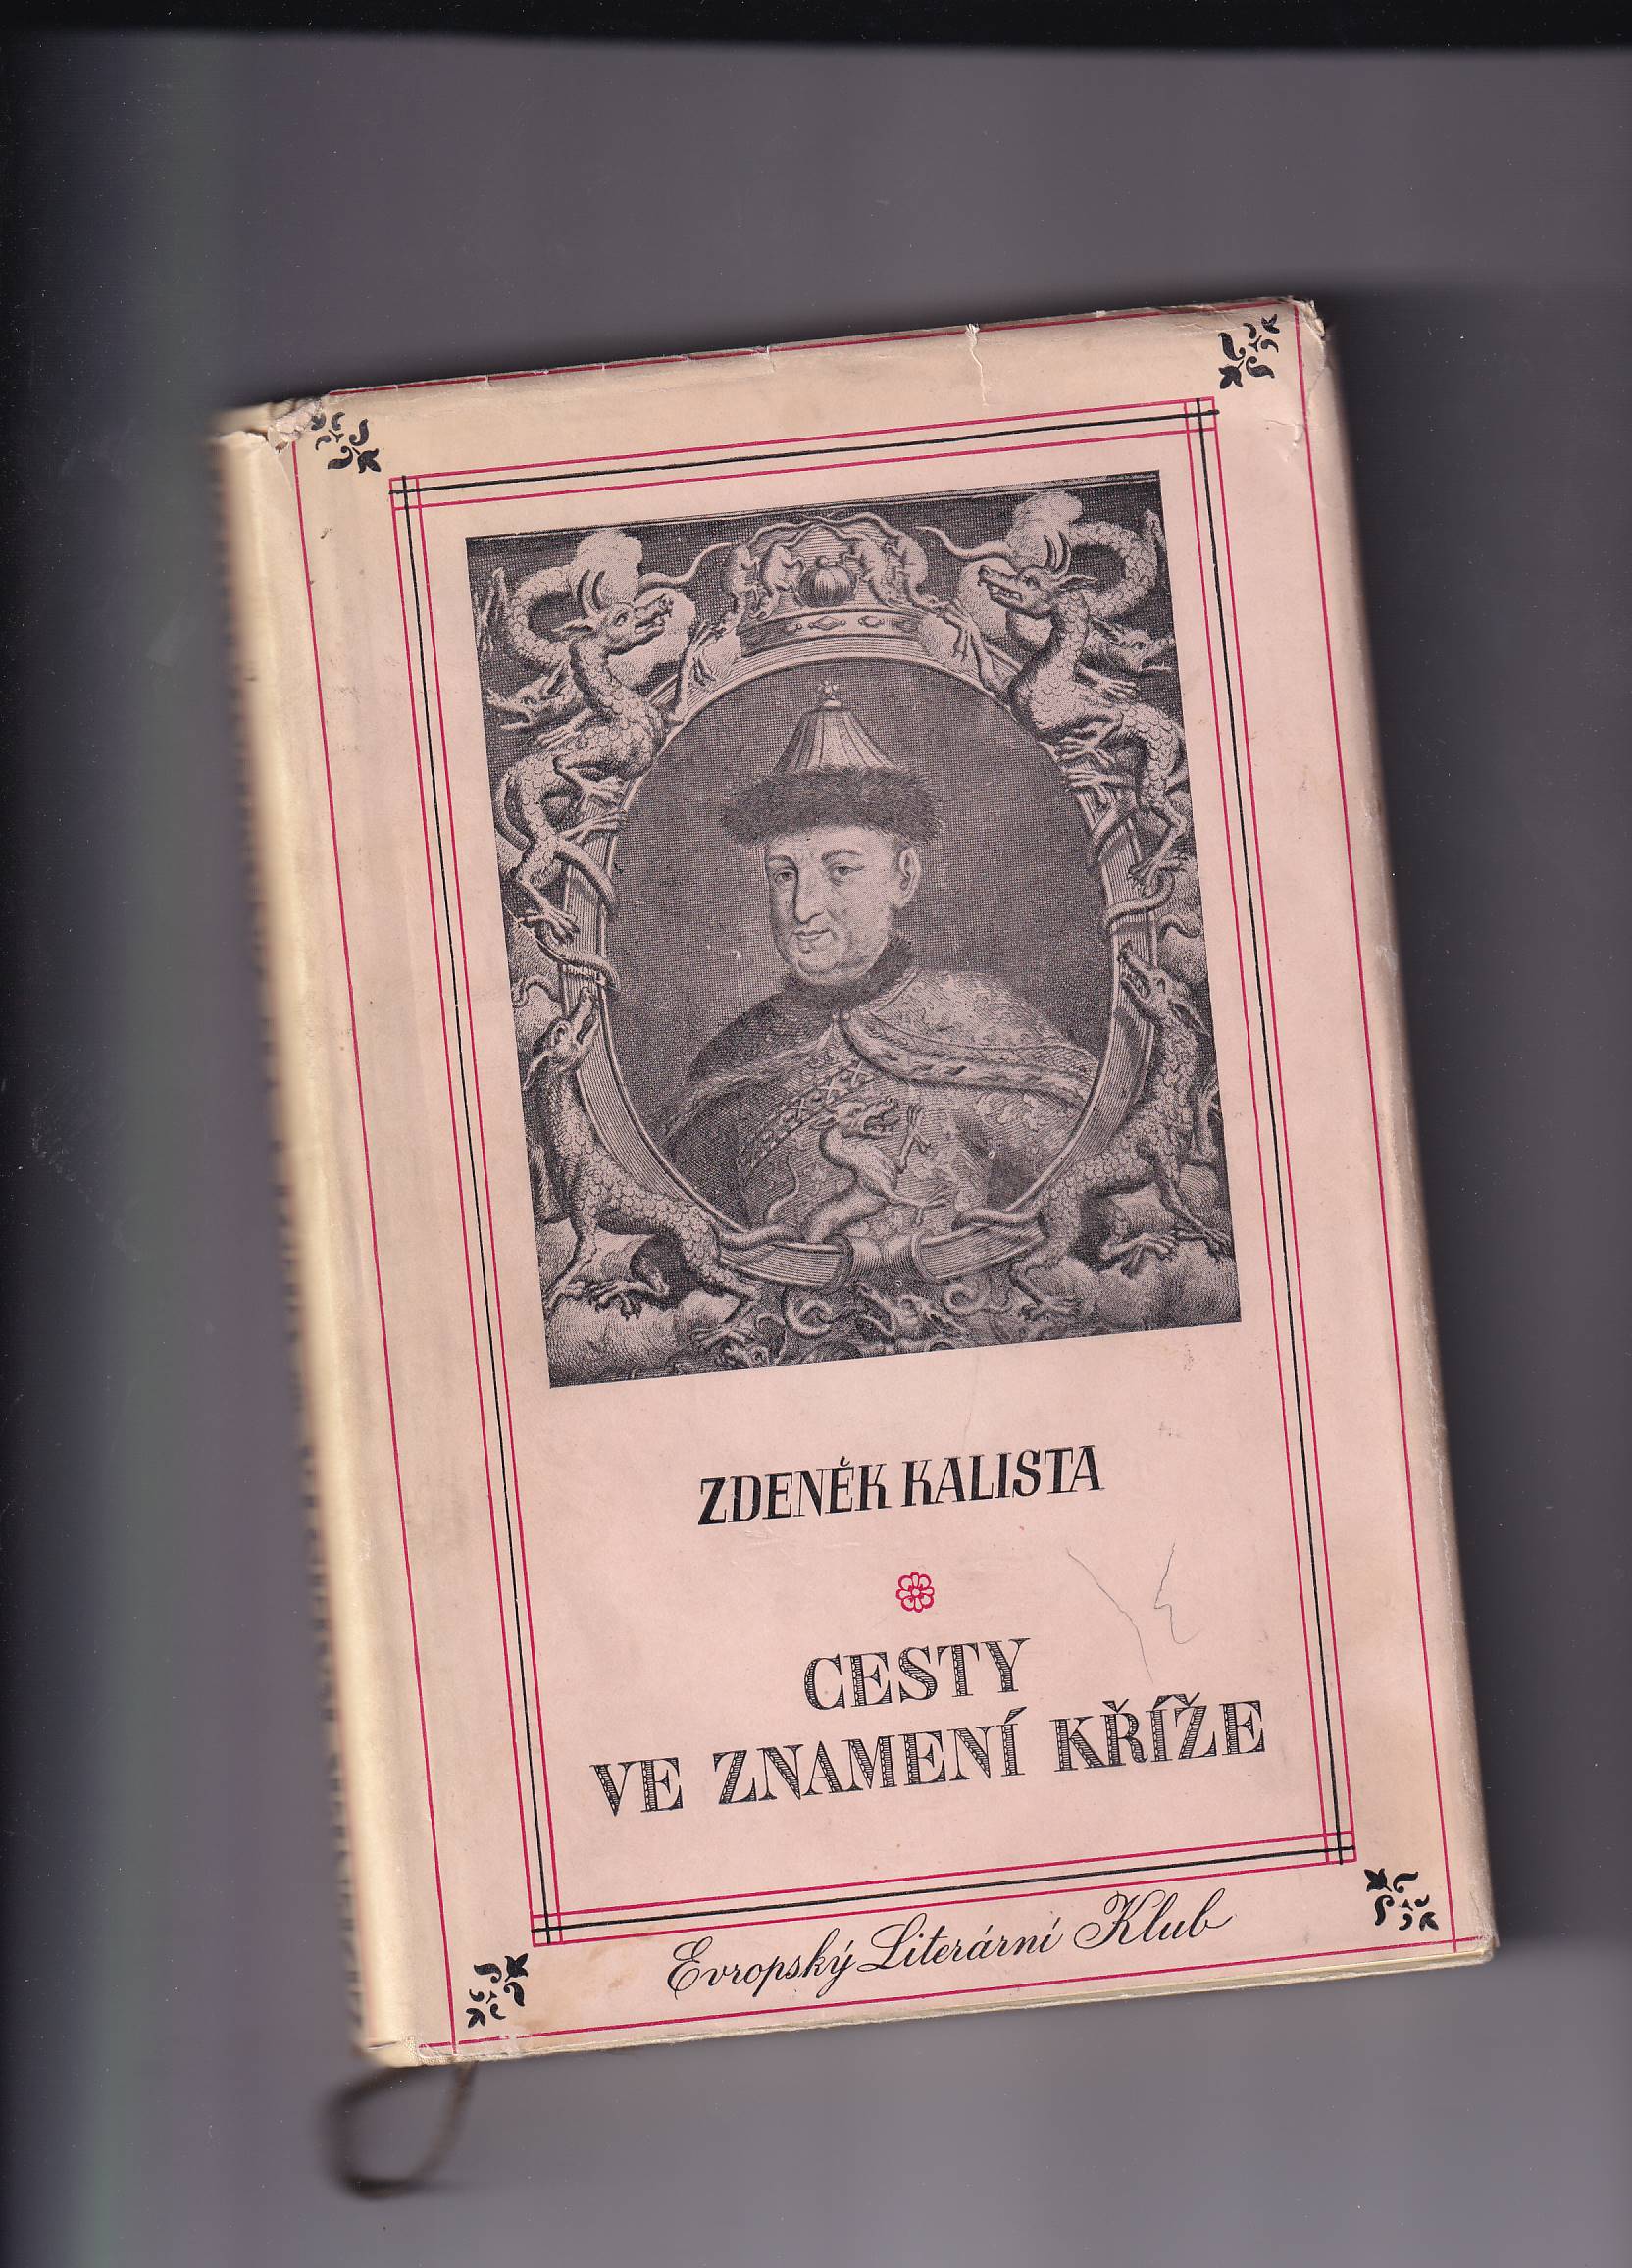 ZDENĚK KALISTA
CESTY
VE ZNAMENÍ KŘÍŽE
Evropský Literární Klub